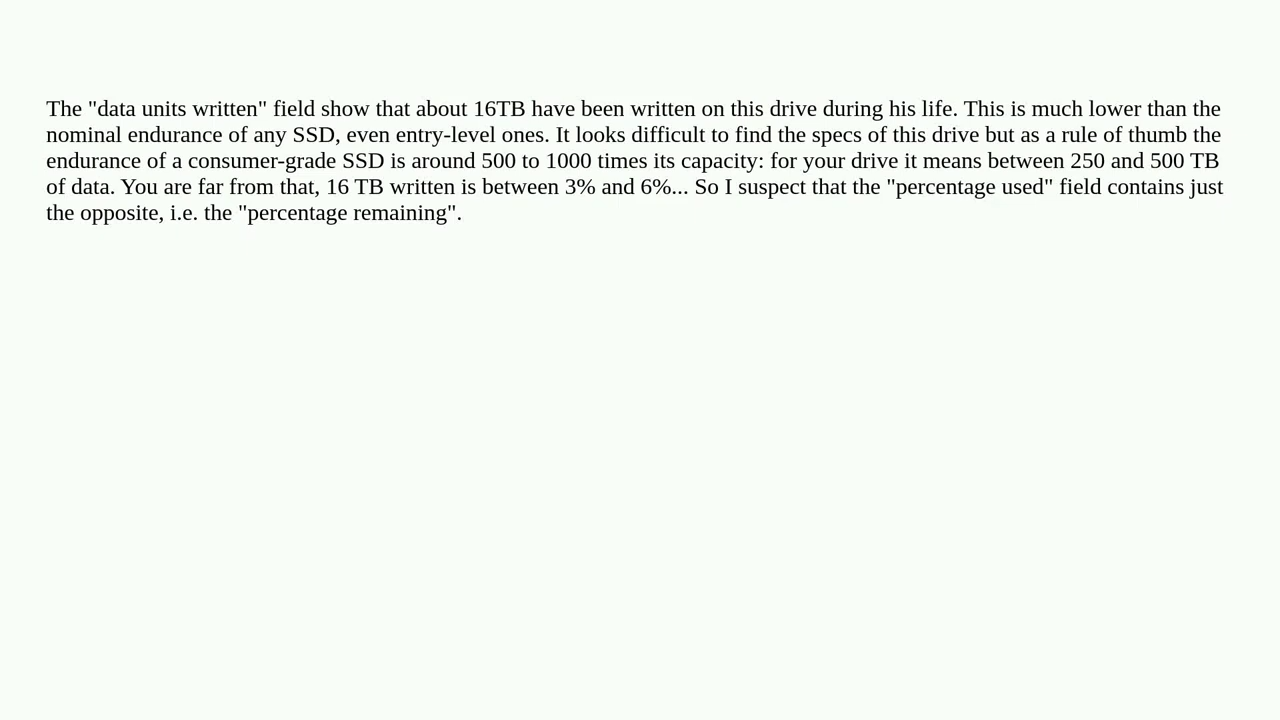 The "data units written" field show that about 16TB have been written on this drive during his life. This is much lower than the
nominal endurance of any SSD, even entry-level ones. It looks difficult to find the specs of this drive but as a rule of thumb the
endurance of a consumer-grade SSD is around 500 to 1000 times its capacity: for your drive it means between 250 and 500 TB
of data. You are far from that, 16 TB written is between 3% and 6%... So I suspect that the "percentage used" field contains just
the opposite, i.e. the "percentage remaining".